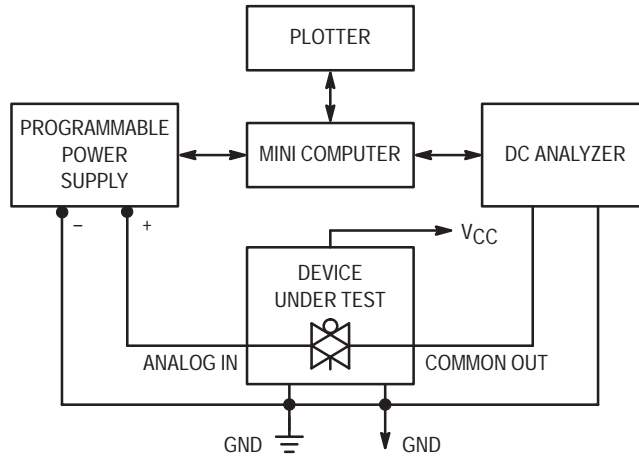 PLOTTER
PROGRAMMABLE
POWER
SUPPLY
MINI COMPUTER
DC ANALYZER
– +
VCC
DEVICE
UNDER TEST
ANALOG IN
COMMON OUT
GND
GND